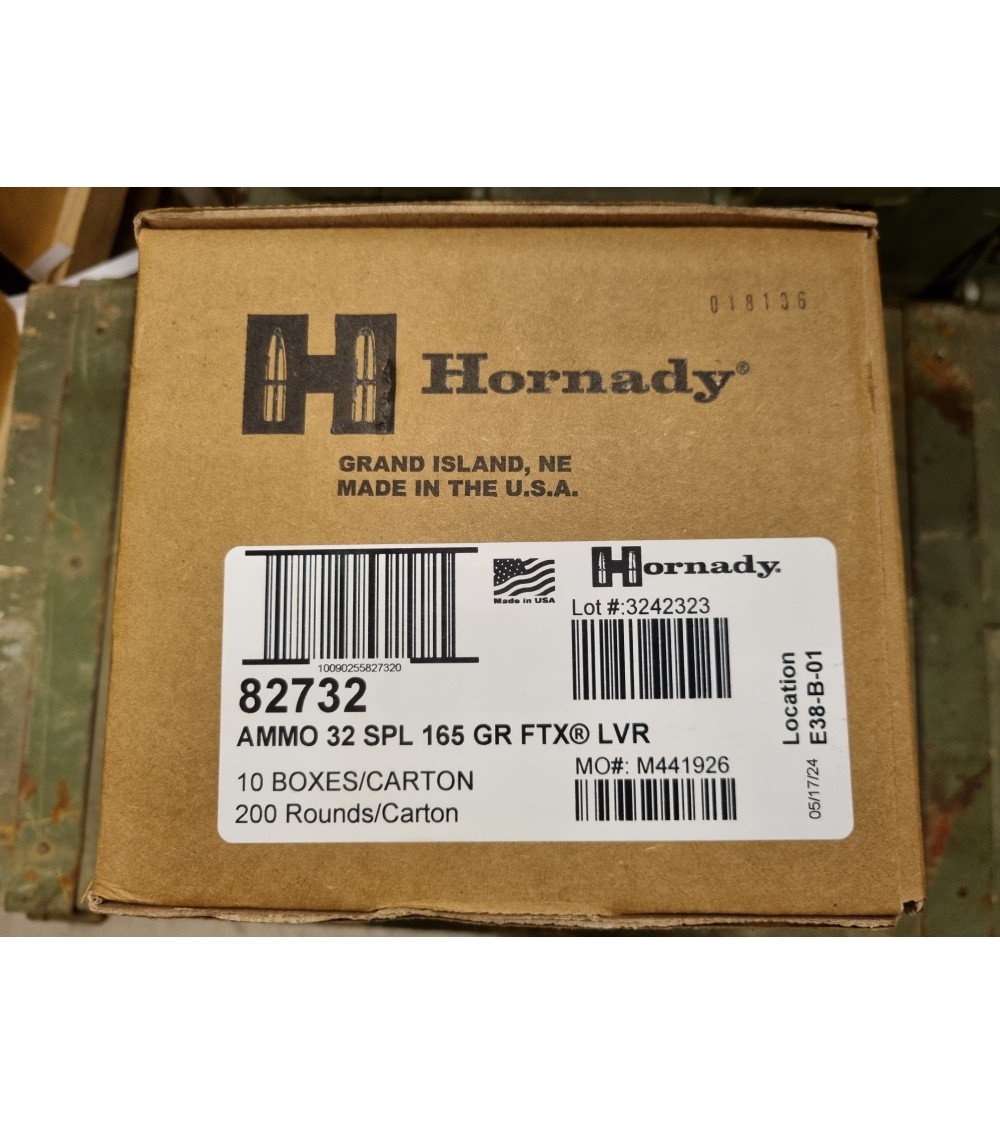 018136
H Hornady®
GRAND ISLAND, NE
MADE IN THE U.S.A.
10090255827320
Made in USA
Hornady.
Lot #:3242323
82732
AMMO 32 SPL 165 GR FTX® LVR
10 BOXES/CARTON
200 Rounds/Carton
MO#: M441926
Location
E38-B-01
05/17/24